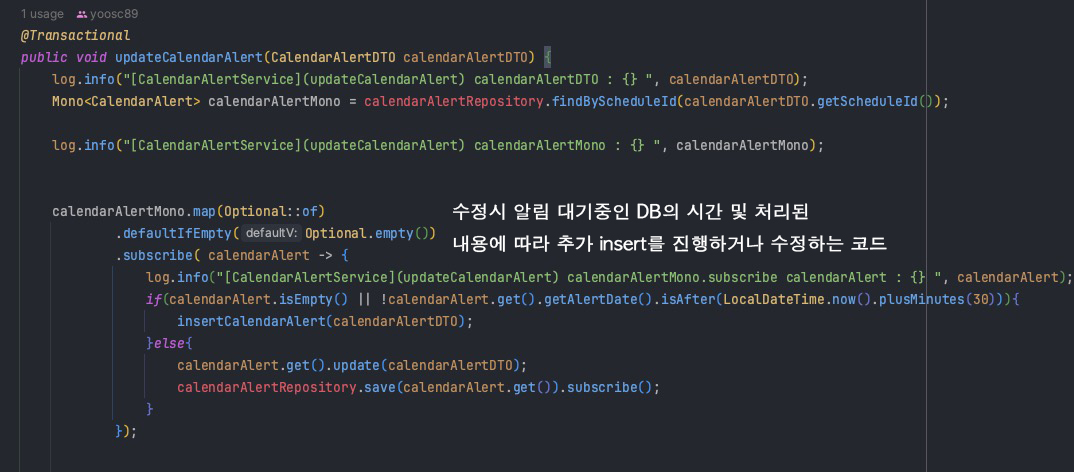 1 usage yoosc89
@Transactional
public void updateCalendarAlert(CalendarAlertDTO calendarAlertDTO) {
log.info("[CalendarAlertService](updateCalendarAlert) calendarAlertDTO : {} ", calendarAlertDTO);
Mono<CalendarAlert> calendarAlertMono = calendarAlertRepository.findByScheduleId(calendarAlertDTO.getScheduleId());
log.info("[CalendarAlertService](updateCalendarAlert) calendarAlertMono : {} ", calendarAlertMono);
calendarAlertMono.map(Optional::of) 수정시 알림 대기중인 DB의 시간 및 처리된
.defaultIfEmpty( defaultV: Optional.empty()) 내용에 따라 추가 insert를 진행하거나 수정하는 코드
.subscribe( calendarAlert -> {
log.info("[CalendarAlertService](updateCalendarAlert) calendarAlertMono.subscribe calendarAlert : {} ", calendarAlert);
if(calendarAlert.isEmpty() || !calendarAlert.get().getAlertDate().isAfter(LocalDateTime.now().plusMinutes(30))){
insertCalendarAlert(calendarAlertDTO);
}else{
calendarAlert.get().update(calendarAlertDTO);
calendarAlertRepository.save(calendarAlert.get()).subscribe();
}
});